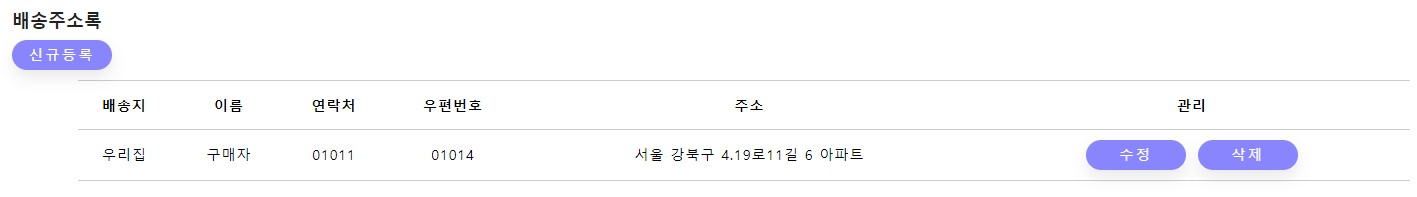 배송주소록
신규등록
배송지 이름 연락처 우편번호 주소 관리
우리집 구매자 01011 01014 서울 강북구 4.19로11길 6 아파트 수정 삭제